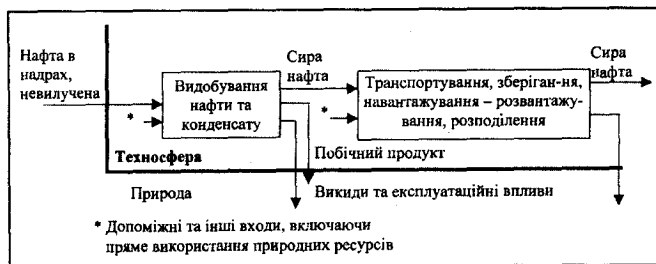 Нафта в
надрах,
невилучена
*
Видобування
нафти та
конденсату
Сира
нафта
*
Транспортування, зберіган-ня,
навантажування – розвантажу-
вання, розподілення
Сира
нафта
Техносфера
Побічний продукт
Природа
Викиди та експлуатаційні впливи
* Допоміжні та інші входи, включаючи
пряме використання природних ресурсів